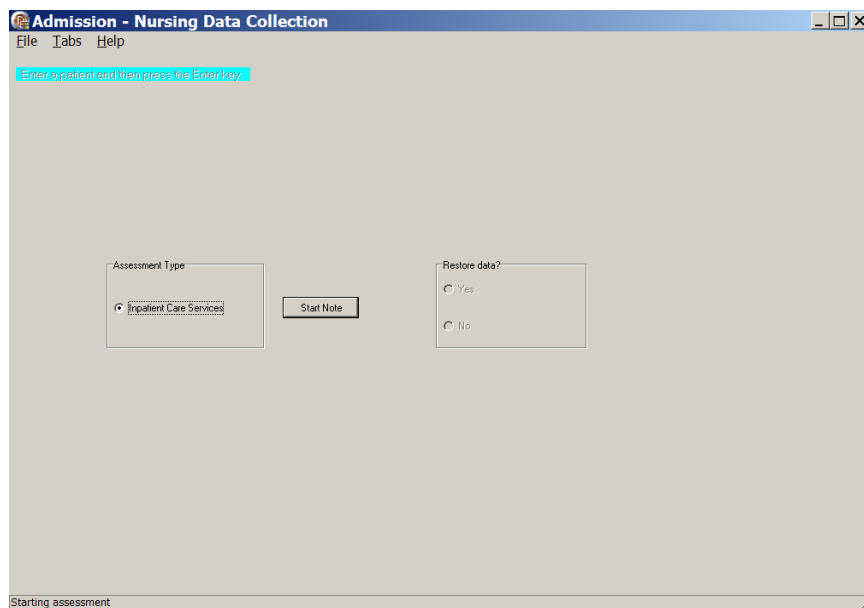 Admission - Nursing Data Collection
File Tabs Help
Enter a patient and then press the Enter key.
Assessment Type
Inpatient Care Services
Start Note
Restore data?
Yes
No
Starting assessment